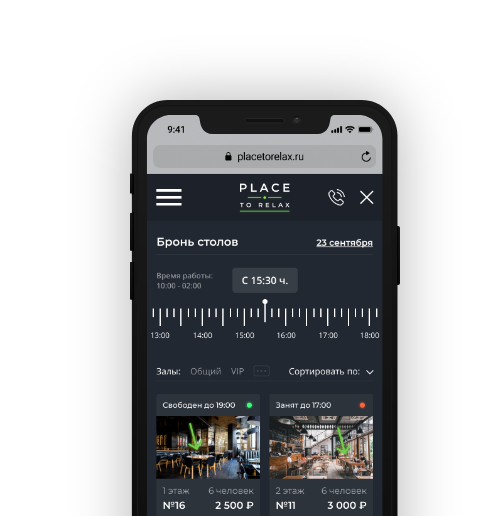 9:41
placetorelax.ru
PLACE
TO RELAX
Бронь столов
23 сентября
Время работы:
10:00 - 02:00
С 15:30 ч.
13:00 14:00 15:00 16:00 17:00 18:00
Залы: Общий VIP Сортировать по:
Свободен до 19:00
Занят до 17:00
1 этаж 6 человек
2 этаж 6 человек
№16 2 500 ₽
№11 3 000 ₽